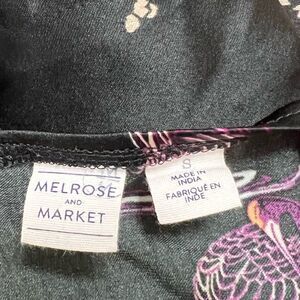 MELROSE
AND
MARKET
S
MADE IN
INDIA
FABRIQUÉ EN
INDE